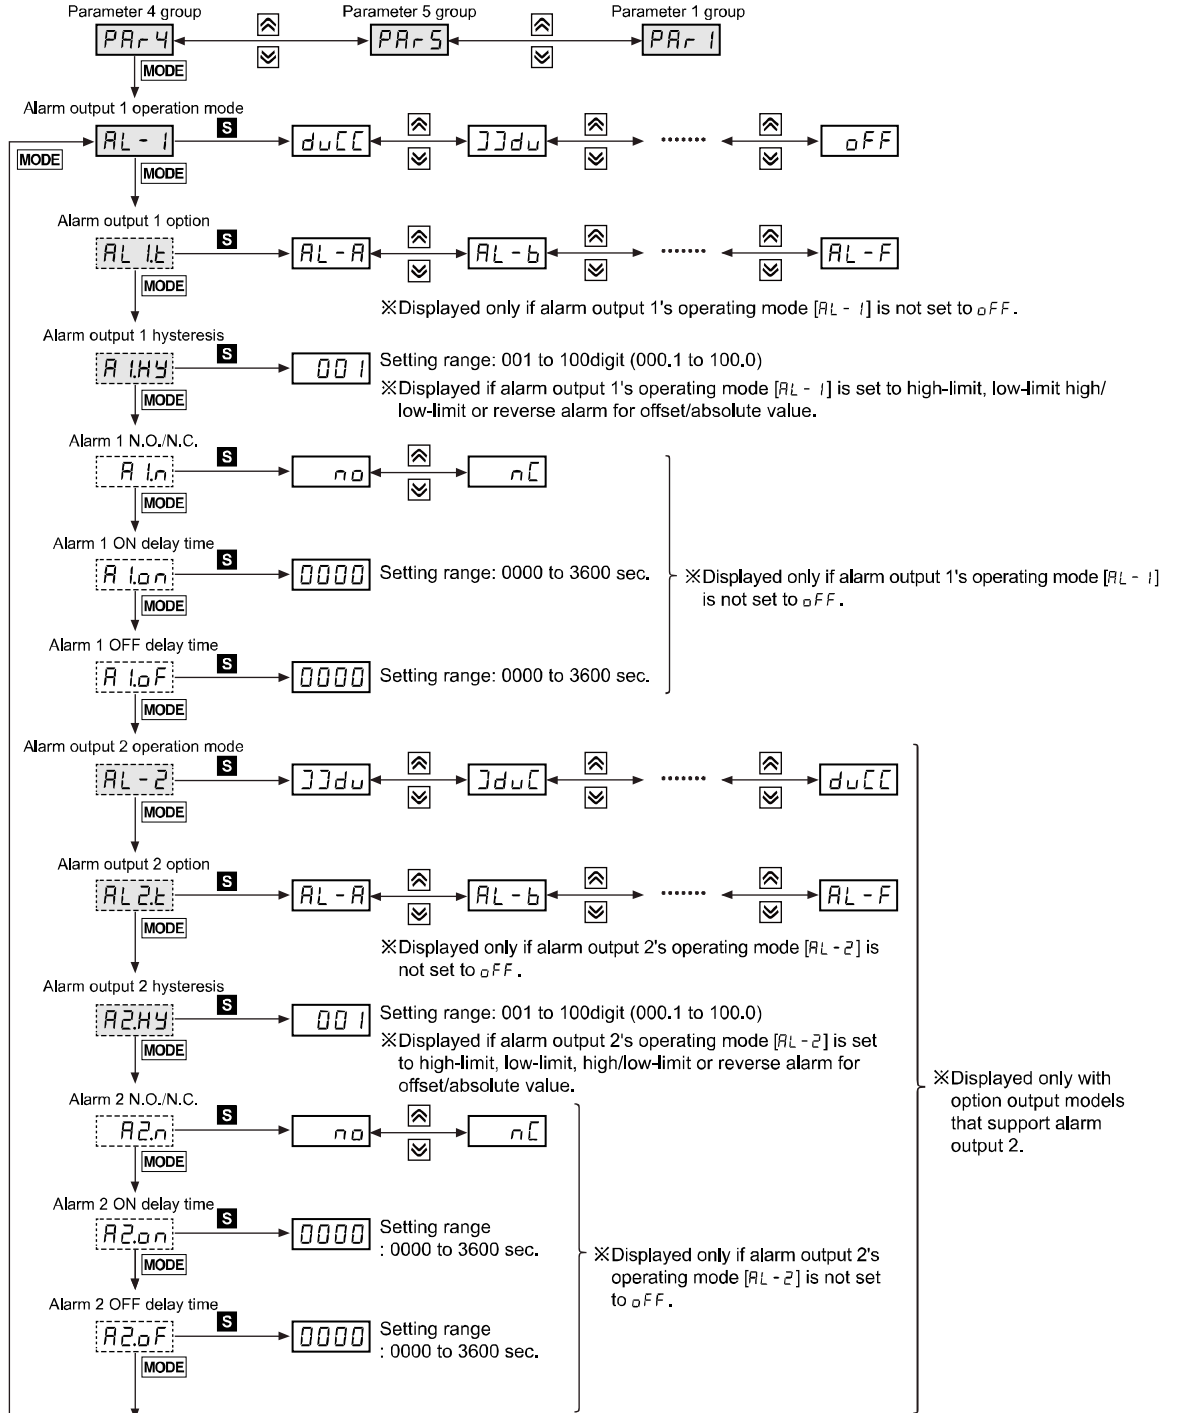 Parameter 4 group Parameter 5 group Parameter 1 group
PAr4 PAr5 PAr1
MODE
Alarm output 1 operation mode
AL-1 S duCC ]]du ....... oFF
MODE
MODE
Alarm output 1 option
AL1.t S AL-A AL-b ....... AL-F
MODE
※Displayed only if alarm output 1's operating mode [AL-1] is not set to oFF.
Alarm output 1 hysteresis
A1.HY S 001 Setting range: 001 to 100digit (000.1 to 100.0)
MODE
※Displayed if alarm output 1's operating mode [AL-1] is set to high-limit, low-limit high/
low-limit or reverse alarm for offset/absolute value.
Alarm 1 N.O./N.C.
A1.n S no nC
MODE
Alarm 1 ON delay time
A1.on S 0000 Setting range: 0000 to 3600 sec.
MODE
※Displayed only if alarm output 1's operating mode [AL-1]
is not set to oFF.
Alarm 1 OFF delay time
A1.oF S 0000 Setting range: 0000 to 3600 sec.
MODE
Alarm output 2 operation mode
AL-2 S ]]du ]duC ....... duCC
MODE
Alarm output 2 option
AL2.t S AL-A AL-b ....... AL-F
MODE
※Displayed only if alarm output 2's operating mode [AL-2] is
not set to oFF.
Alarm output 2 hysteresis
A2.HY S 001 Setting range: 001 to 100digit (000.1 to 100.0)
MODE
※Displayed if alarm output 2's operating mode [AL-2] is set
to high-limit, low-limit, high/low-limit or reverse alarm for
offset/absolute value.
※Displayed only with
option output models
that support alarm
output 2.
Alarm 2 N.O./N.C.
A2.n S no nC
MODE
Alarm 2 ON delay time
A2.on S 0000 Setting range
: 0000 to 3600 sec.
MODE
※Displayed only if alarm output 2's
operating mode [AL-2] is not set
to oFF.
Alarm 2 OFF delay time
A2.oF S 0000 Setting range
: 0000 to 3600 sec.
MODE